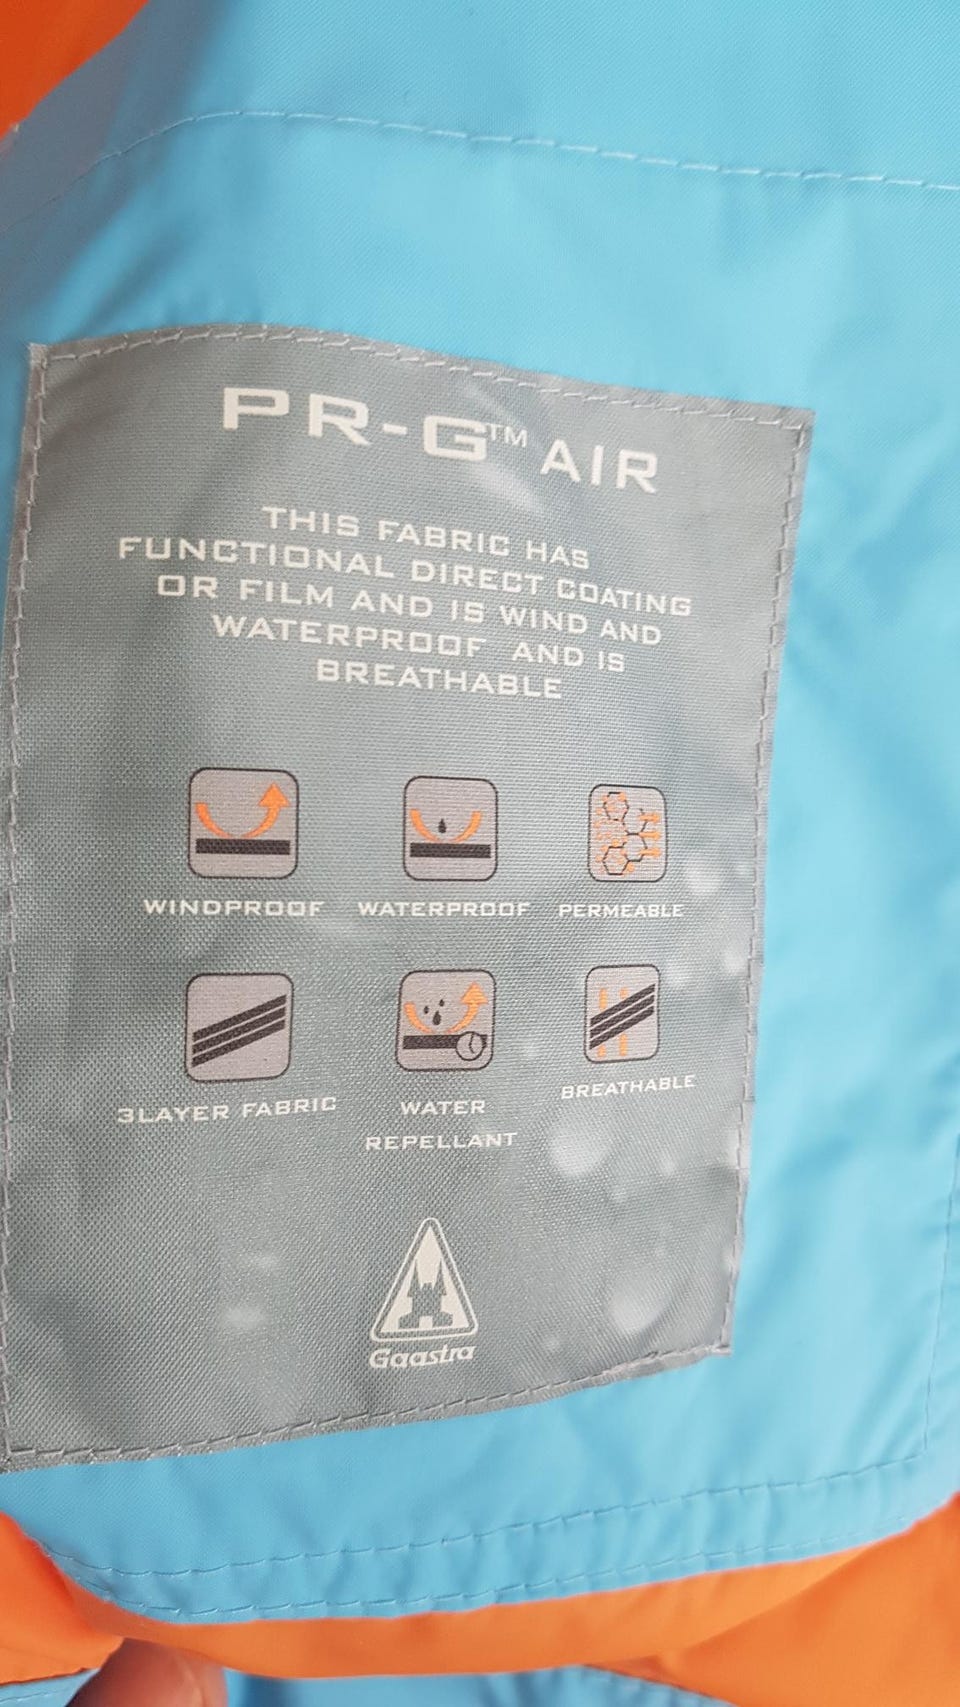 PR-G™ AIR
THIS FABRIC HAS
FUNCTIONAL DIRECT COATING
OR FILM AND IS WIND AND
WATERPROOF AND IS
BREATHABLE
WINDPROOF WATERPROOF PERMEABLE
3LAYER FABRIC WATER REPELLANT BREATHABLE
Gaastra